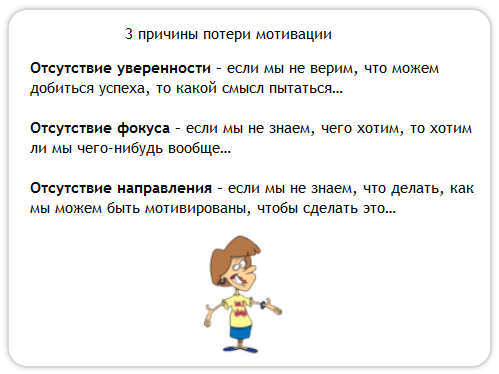 3 причины потери мотивации
Отсутствие уверенности – если мы не верим, что можем
добиться успеха, то какой смысл пытаться…
Отсутствие фокуса – если мы не знаем, чего хотим, то хотим
ли мы чего-нибудь вообще…
Отсутствие направления – если мы не знаем, что делать, как
мы можем быть мотивированы, чтобы сделать это…